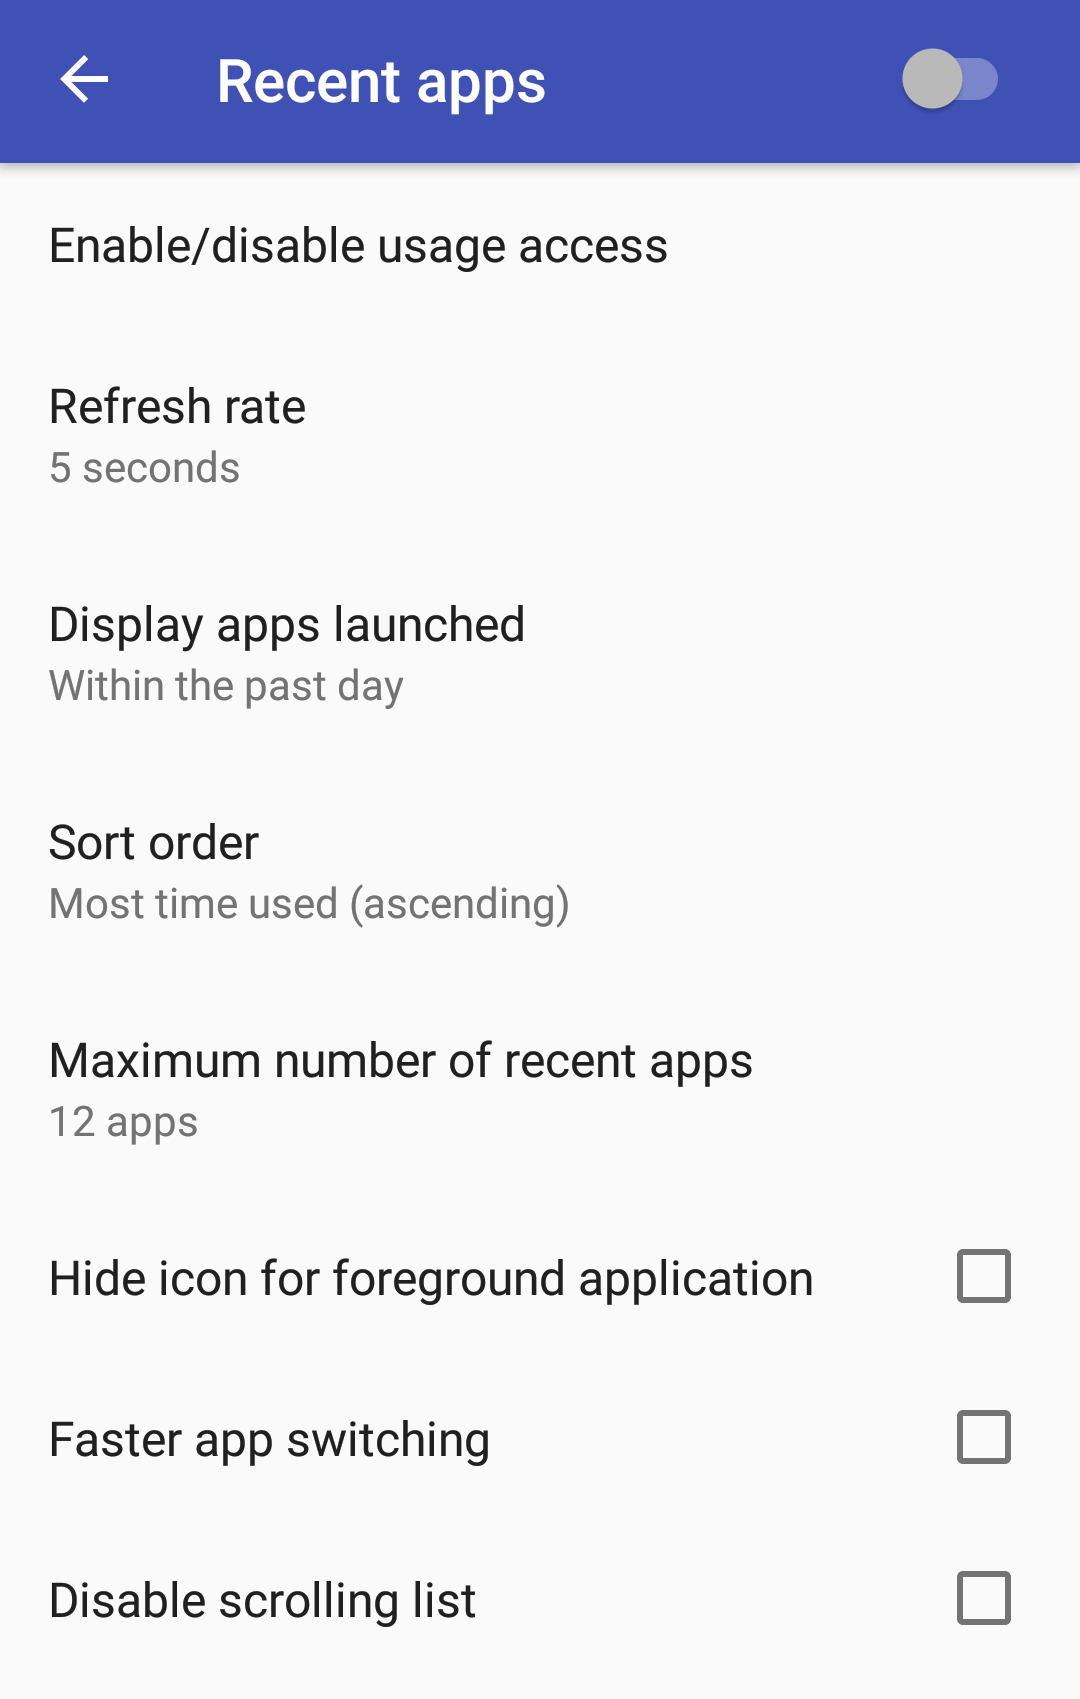 Recent apps
Enable/disable usage access
Refresh rate
5 seconds
Display apps launched
Within the past day
Sort order
Most time used (ascending)
Maximum number of recent apps
12 apps
Hide icon for foreground application
Faster app switching
Disable scrolling list